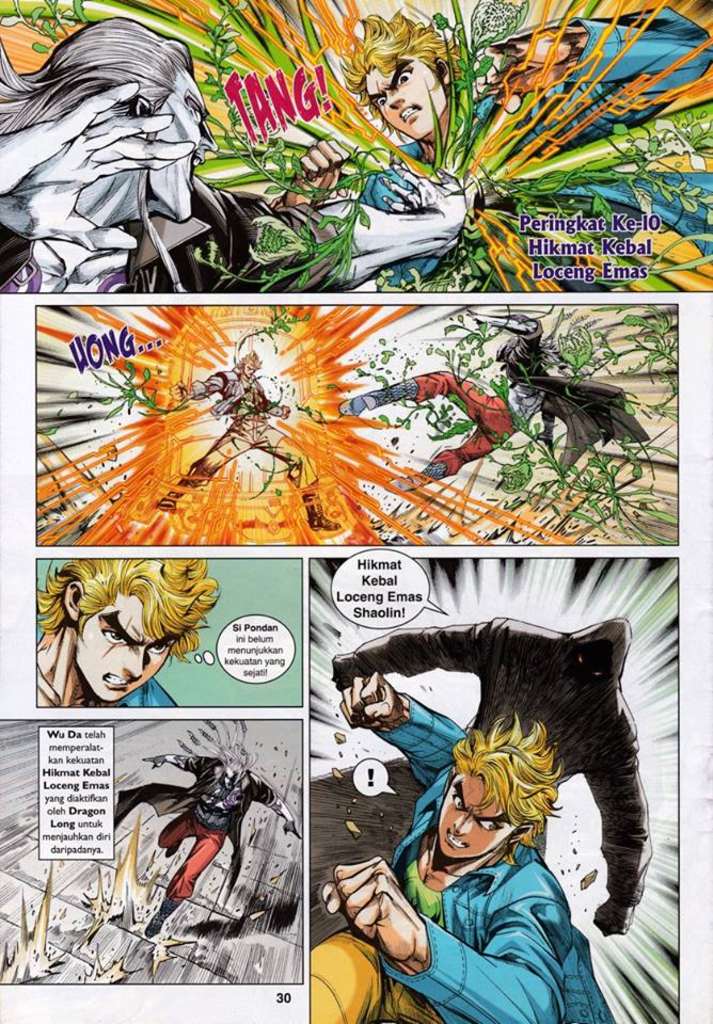 TANG!
Peringkat Ke-10
Hikmat Kebal
Loceng Emas
UONG...
Si Pondan
ini belum
menunjukkan
kekuatan yang
sejati!
Hikmat
Kebal
Loceng Emas
Shaolin!
!
Wu Da telah
memperalat-
kan kekuatan
Hikmat Kebal
Loceng Emas
yang diaktifkan
oleh Dragon
Long untuk
menjauhkan diri
daripadanya.
30